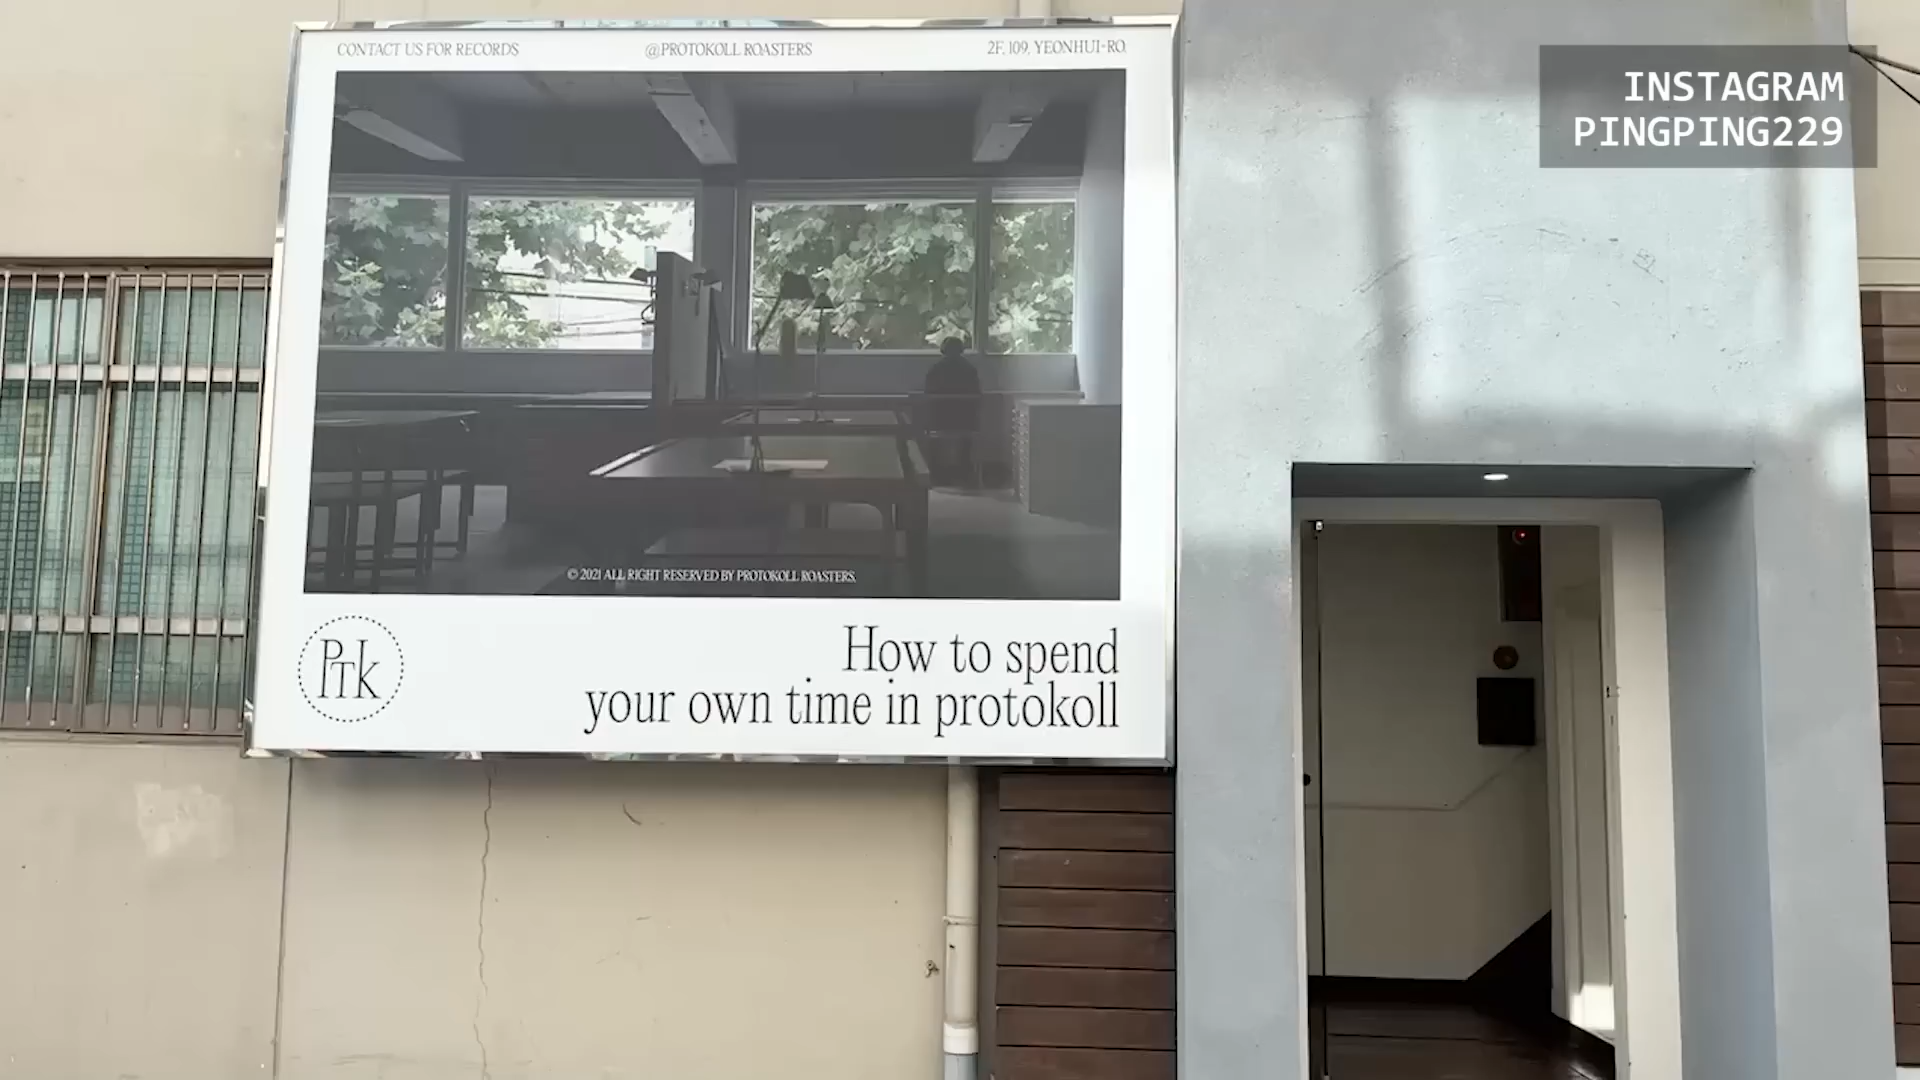 CONTACT US FOR RECORDS
@PROTOKOLL ROASTERS
2F, 109, YEONHUI-RO.
INSTAGRAM
PINGPING229
© 2021 ALL RIGHT RESERVED BY PROTOKOLL ROASTERS.
PTK
How to spend
your own time in protokoll